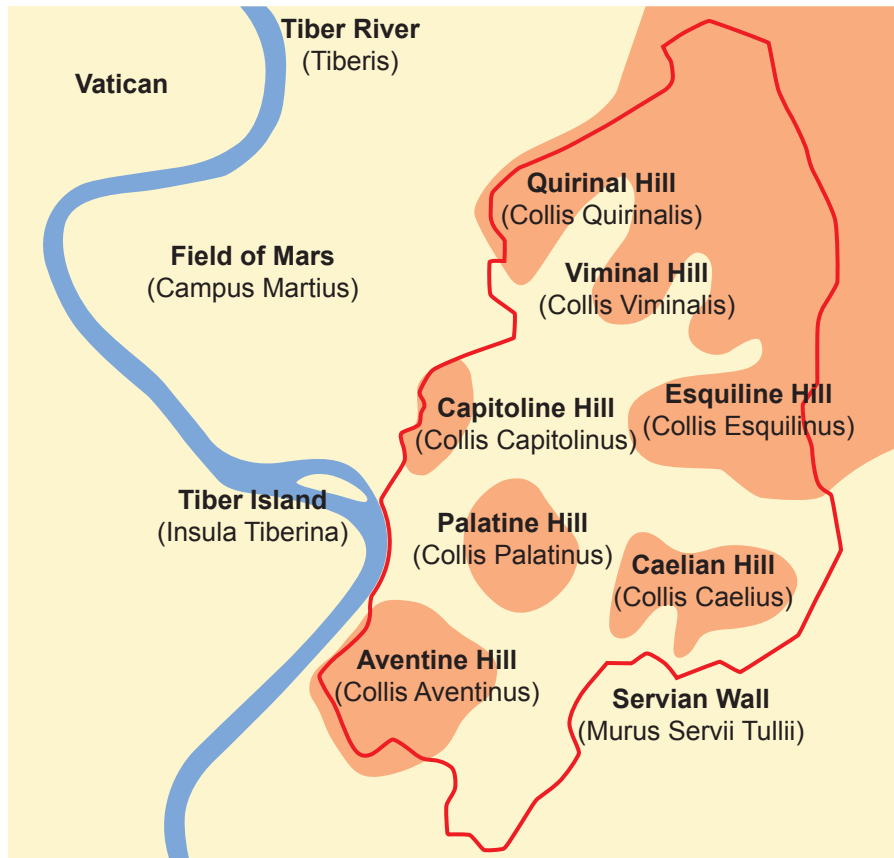 Tiber River
(Tiberis)
Vatican
Quirinal Hill
(Collis Quirinalis)
Field of Mars
(Campus Martius)
Viminal Hill
(Collis Viminalis)
Capitoline Hill
(Collis Capitolinus)
Esquiline Hill
(Collis Esquilinus)
Tiber Island
(Insula Tiberina)
Palatine Hill
(Collis Palatinus)
Caelian Hill
(Collis Caelius)
Aventine Hill
(Collis Aventinus)
Servian Wall
(Murus Servii Tullii)